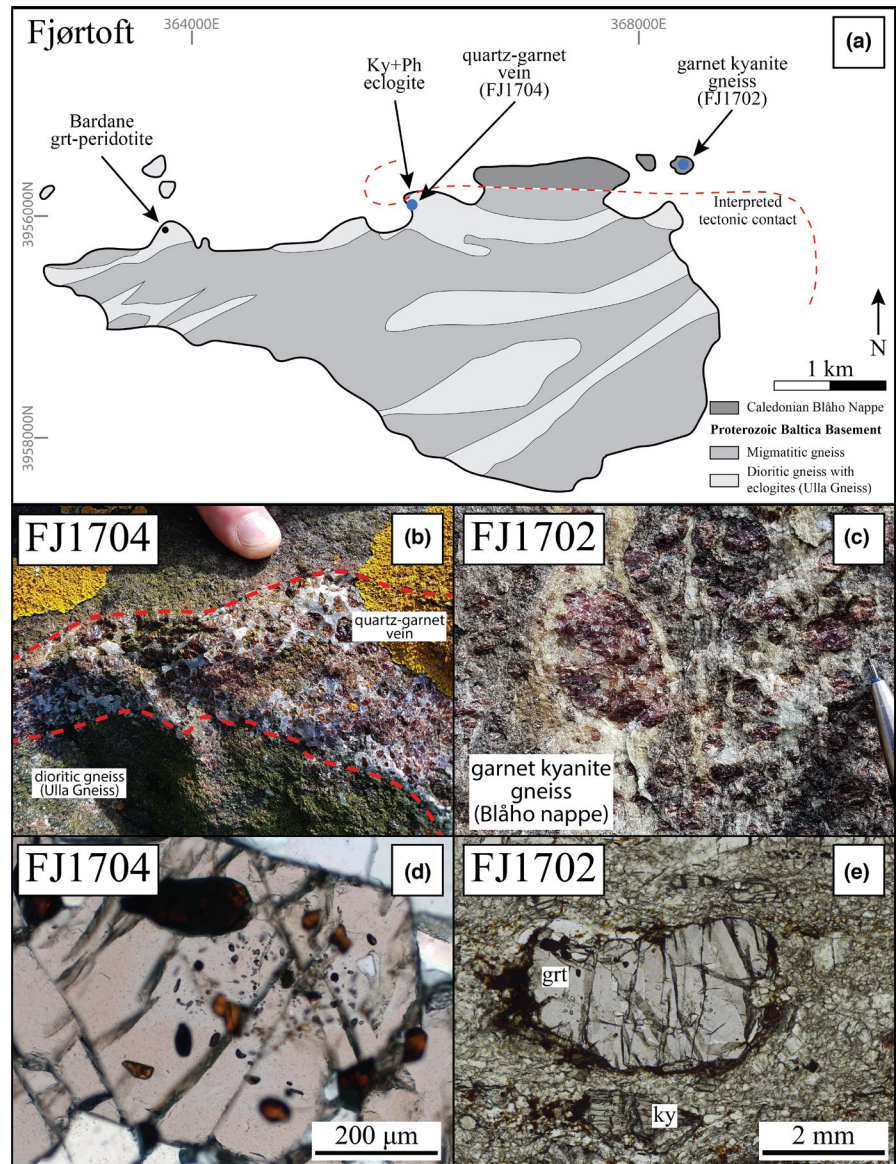 Fjørtoft
364000E
368000E
(a)
Ky+Ph
eclogite
quartz-garnet
vein
(FJ1704)
garnet kyanite
gneiss
(FJ1702)
Bardane
grt-peridotite
3956000N
Interpreted
tectonic contact
N
1 km
Caledonian Blåho Nappe
Proterozoic Baltica Basement
Migmatitic gneiss
Dioritic gneiss with
eclogites (Ulla Gneiss)
3958000N
FJ1704
(b)
quartz-garnet
vein
dioritic gneiss
(Ulla Gneiss)
FJ1702
(c)
garnet kyanite
gneiss
(Blåho nappe)
FJ1704
(d)
200 µm
FJ1702
(e)
grt
ky
2 mm